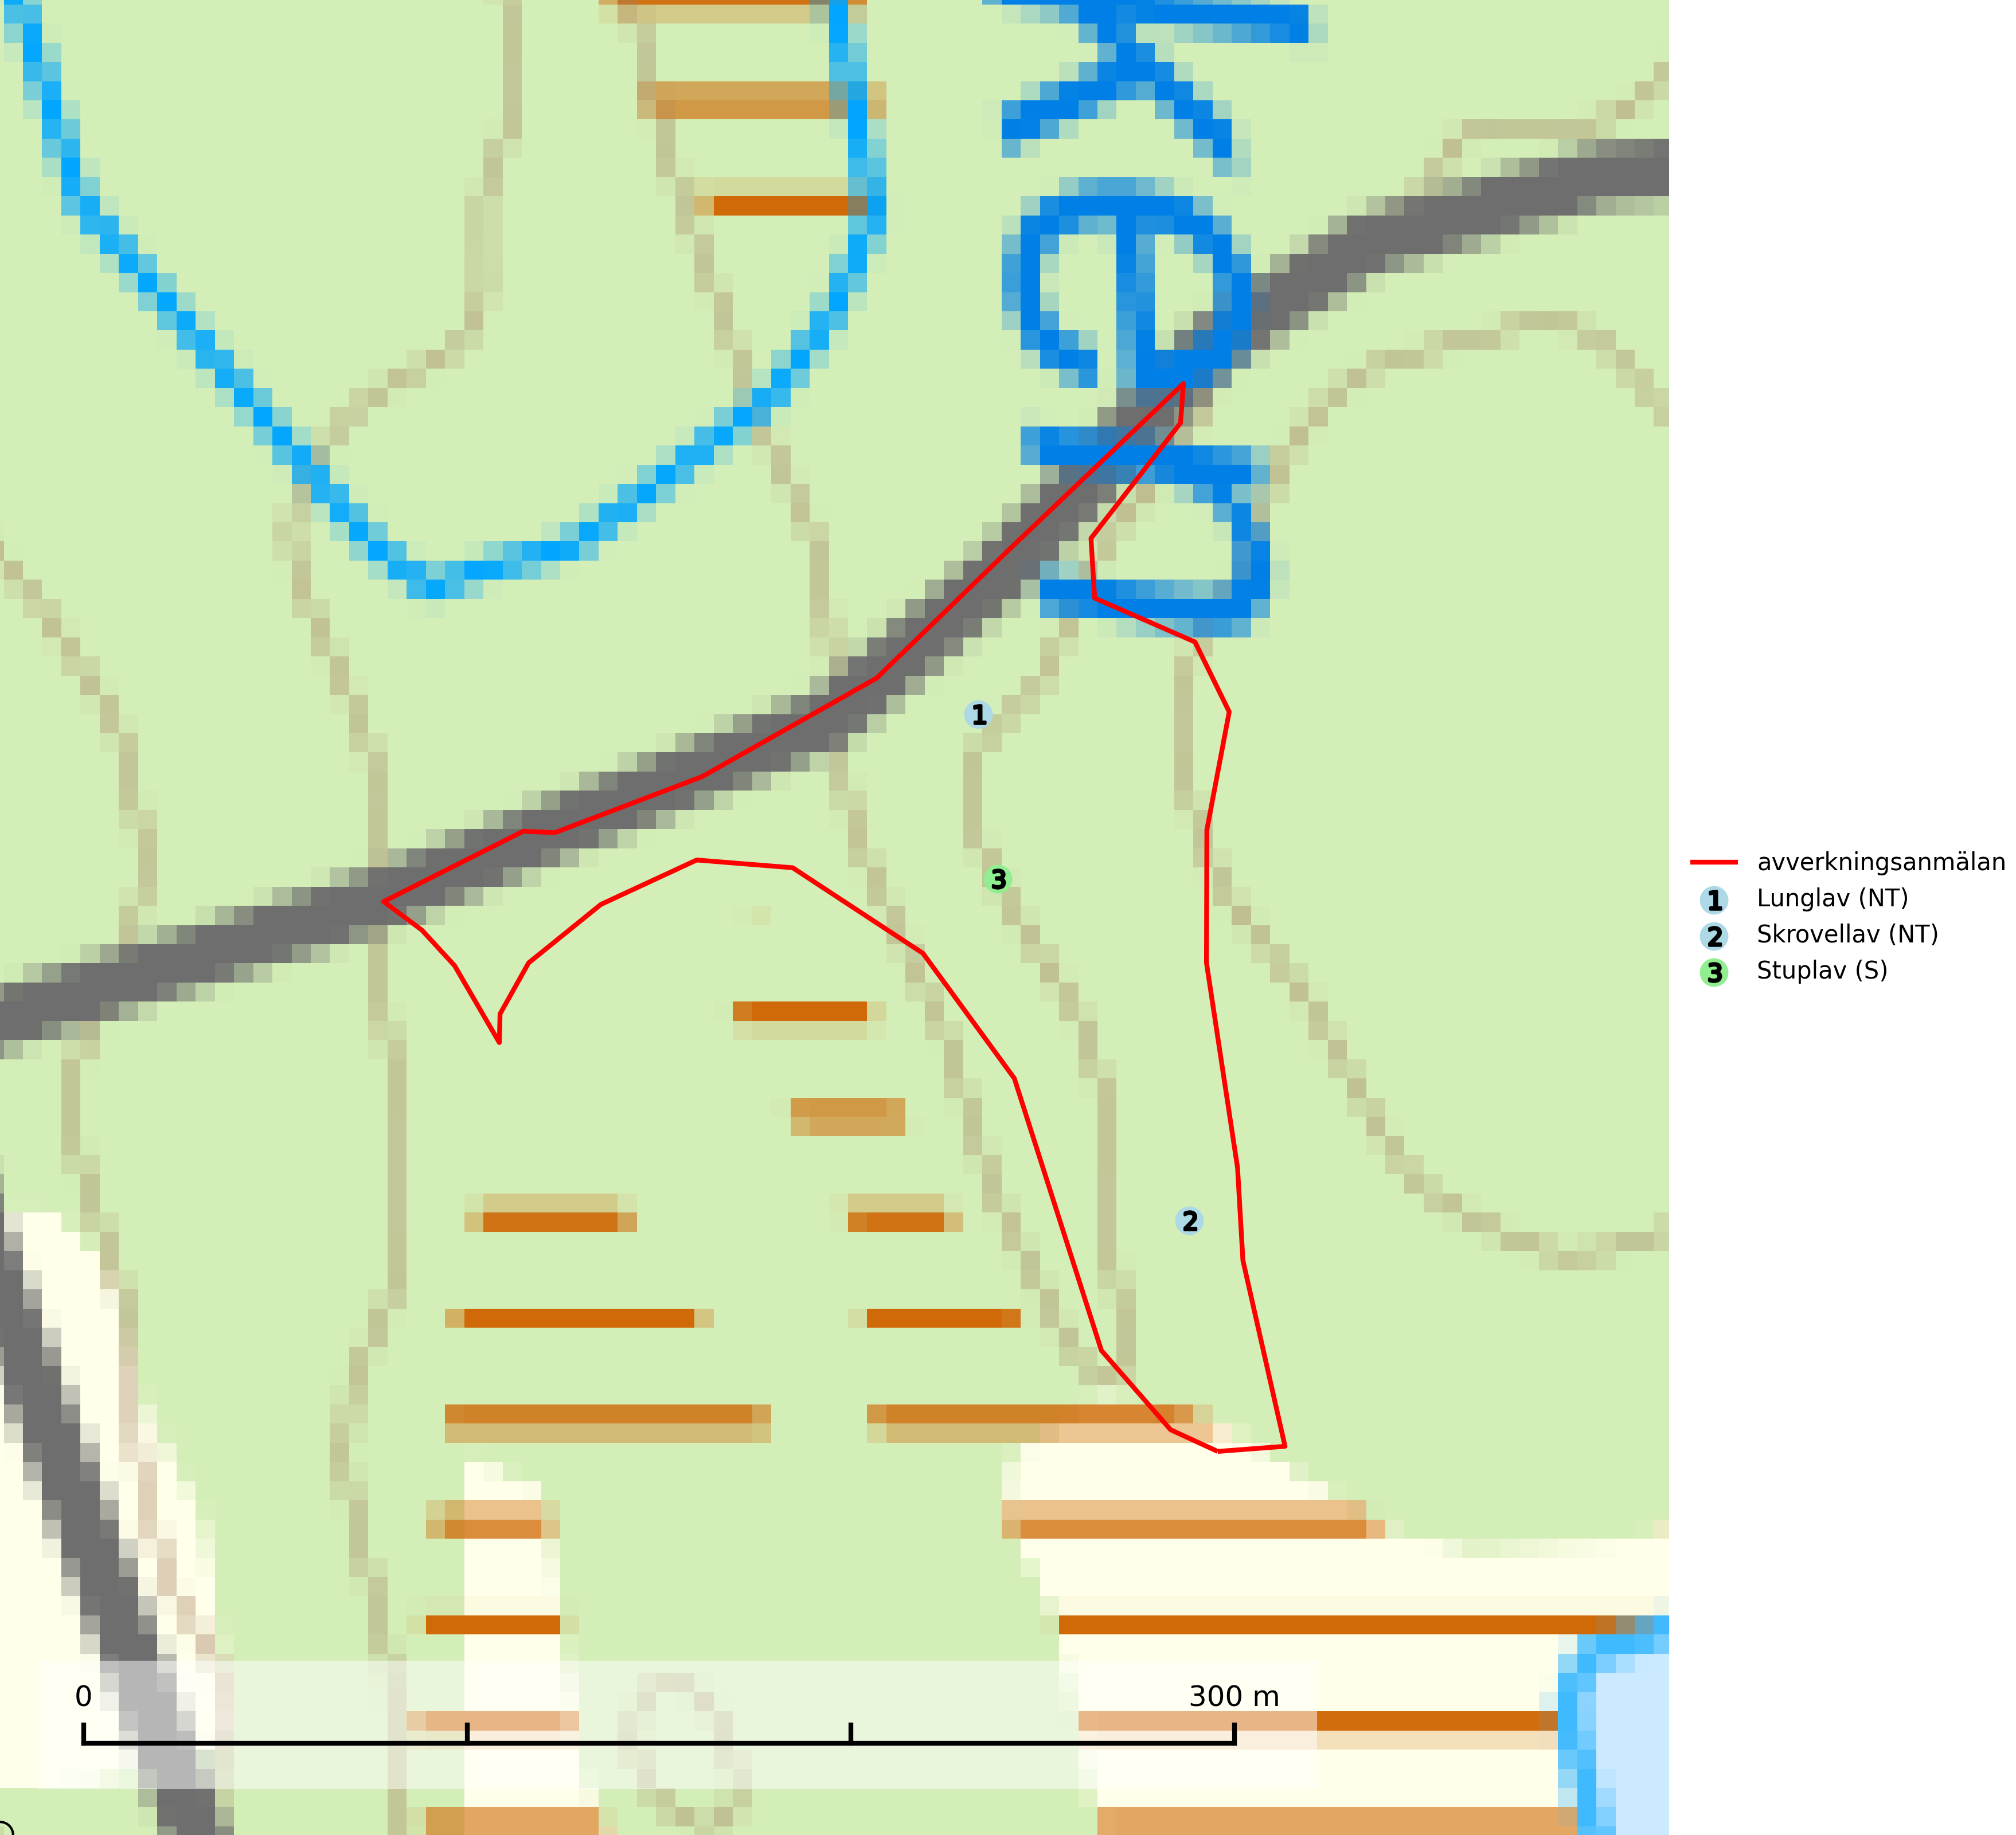 1
3
2
avverkningsanmälan
1 Lunglav (NT)
2 Skrovellav (NT)
3 Stuplav (S)
0 300 m